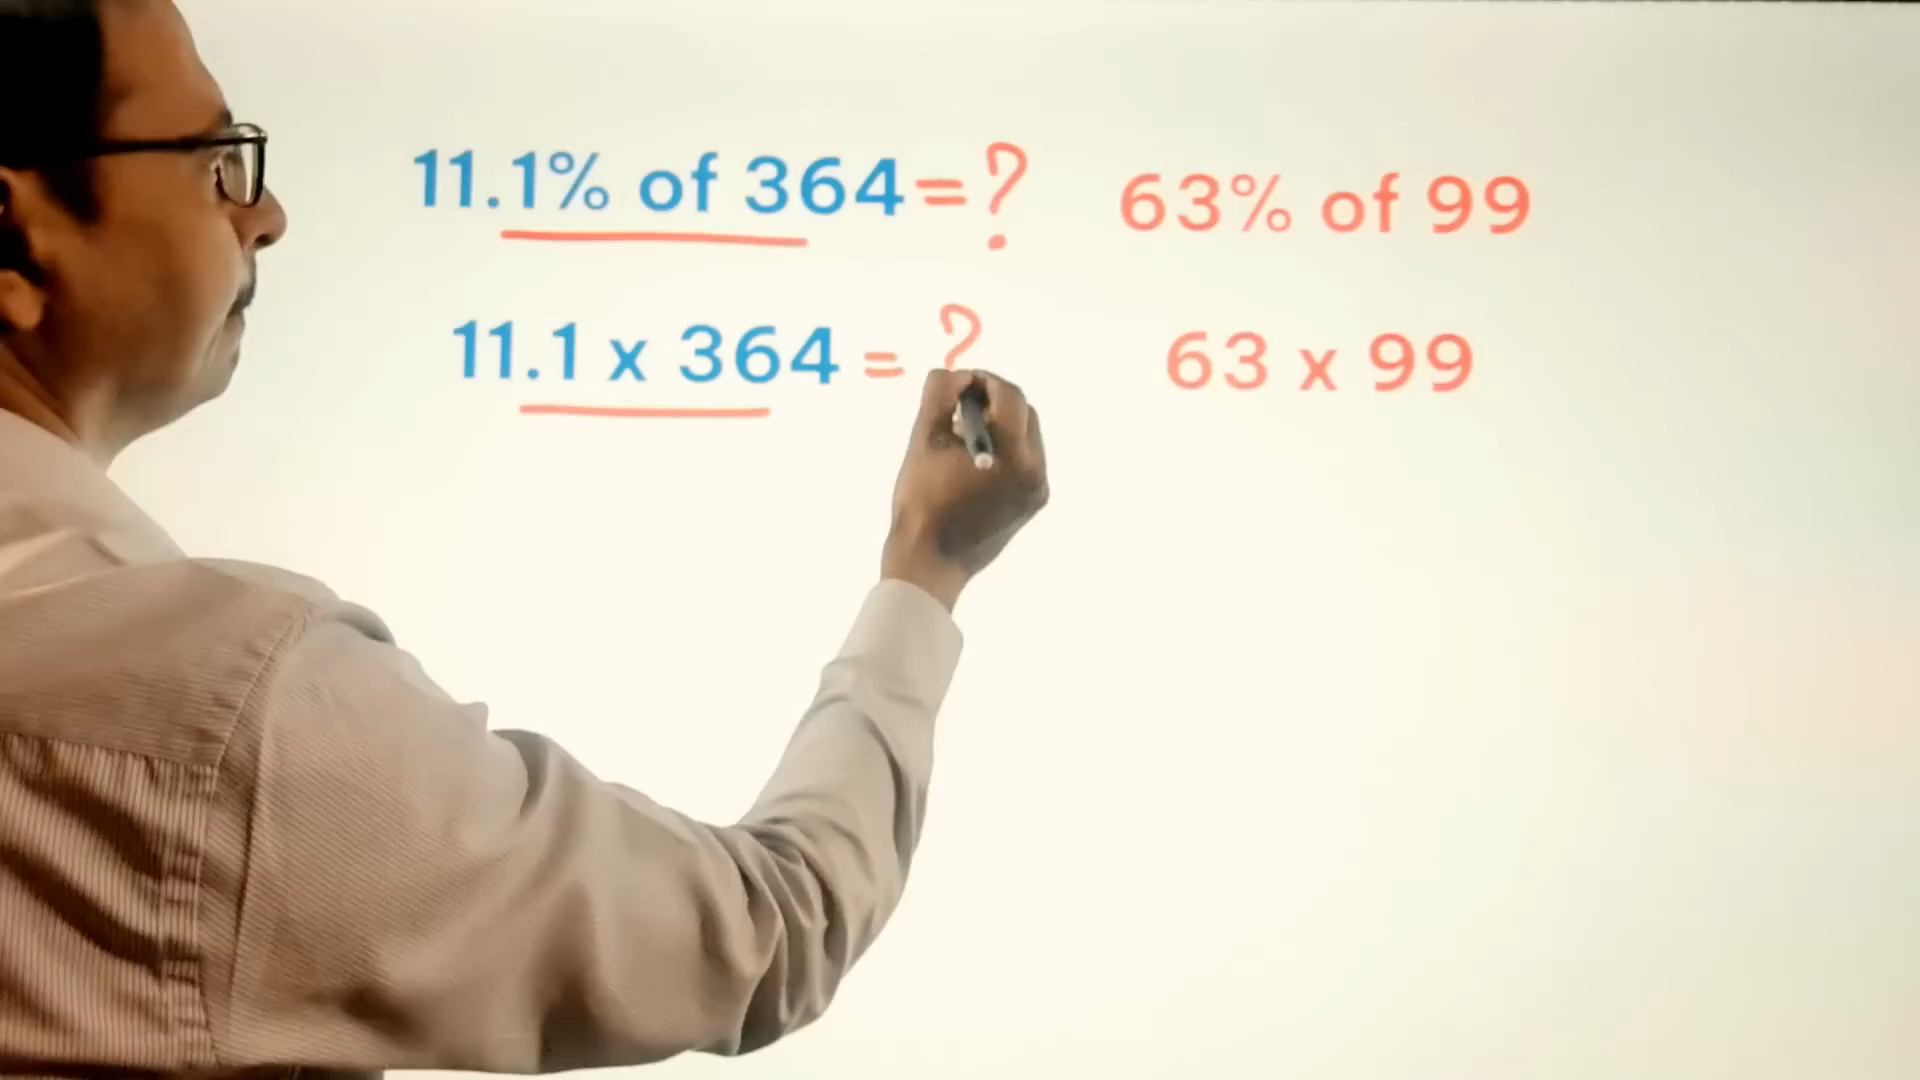 11.1% of 364 = ?
63% of 99
11.1 x 364 = ?
63 x 99